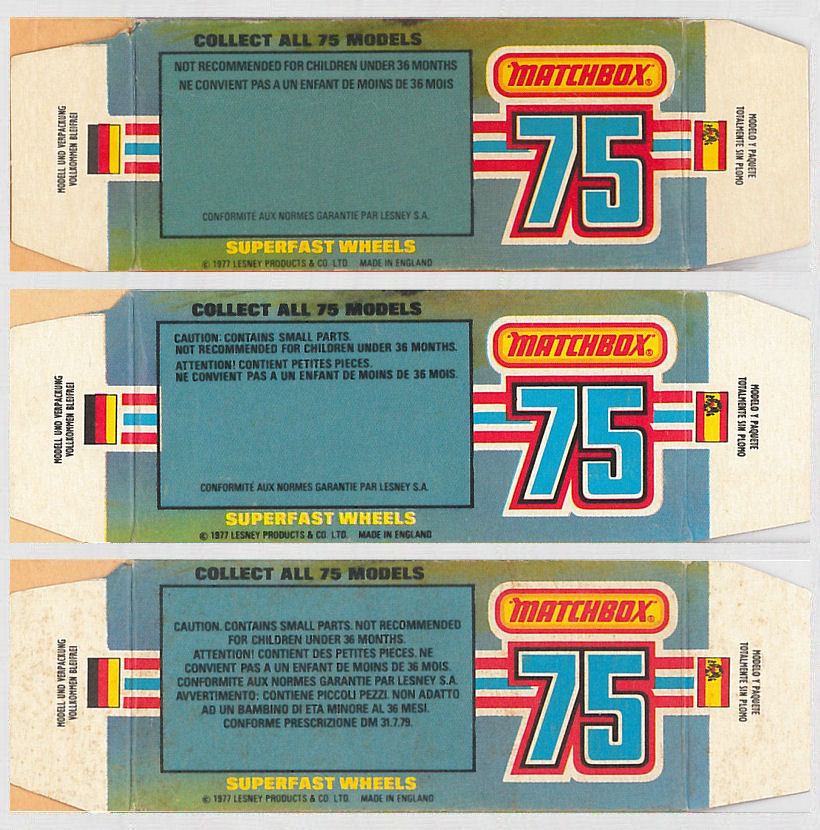 COLLECT ALL 75 MODELS
NOT RECOMMENDED FOR CHILDREN UNDER 36 MONTHS
NE CONVIENT PAS A UN ENFANT DE MOINS DE 36 MOIS
CONFORMITÉ AUX NORMES GARANTIE PAR LESNEY S.A.
SUPERFAST WHEELS
© 1977 LESNEY PRODUCTS & CO. LTD. MADE IN ENGLAND
MODELL UND VERPACKUNG
VOLLKOMMEN BLEIFREI
"MATCHBOX"®
75
MODELO Y PAQUETE
TOTALMENTE SIN PLOMO
COLLECT ALL 75 MODELS
CAUTION: CONTAINS SMALL PARTS.
NOT RECOMMENDED FOR CHILDREN UNDER 36 MONTHS.
ATTENTION! CONTIENT PETITES PIECES.
NE CONVIENT PAS A UN ENFANT DE MOINS DE 36 MOIS.
CONFORMITÉ AUX NORMES GARANTIE PAR LESNEY S.A.
SUPERFAST WHEELS
© 1977 LESNEY PRODUCTS & CO. LTD. MADE IN ENGLAND
MODELL UND VERPACKUNG
VOLLKOMMEN BLEIFREI
"MATCHBOX"®
75
MODELO Y PAQUETE
TOTALMENTE SIN PLOMO
COLLECT ALL 75 MODELS
CAUTION. CONTAINS SMALL PARTS. NOT RECOMMENDED
FOR CHILDREN UNDER 36 MONTHS.
ATTENTION! CONTIENT DES PETITES PIECES. NE
CONVIENT PAS A UN ENFANT DE MOINS DE 36 MOIS.
CONFORMITE AUX NORMES GARANTIE PAR LESNEY S.A.
AVVERTIMENTO: CONTIENE PICCOLI PEZZI. NON ADATTO
AD UN BAMBINO DI ETA MINORE AL 36 MESI.
CONFORME PRESCRIZIONE DM 31.7.79.
SUPERFAST WHEELS
© 1977 LESNEY PRODUCTS & CO. LTD. MADE IN ENGLAND
MODELL UND VERPACKUNG
VOLLKOMMEN BLEIFREI
"MATCHBOX"®
75
MODELO Y PAQUETE
TOTALMENTE SIN PLOMO